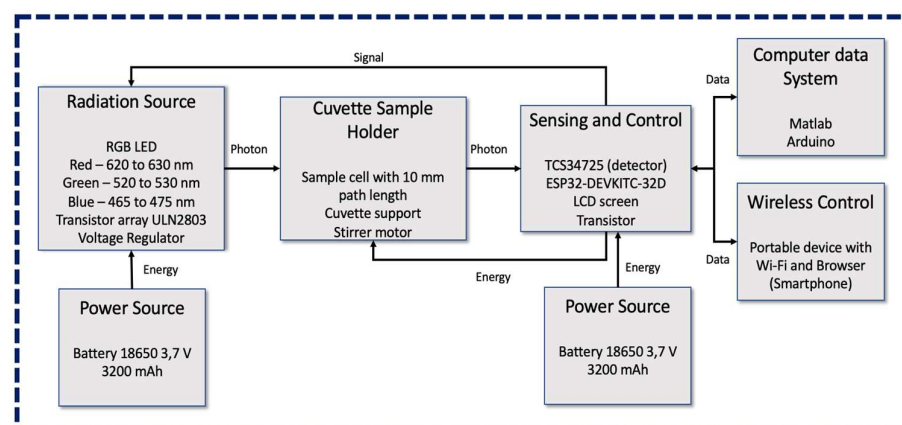 Signal
Radiation Source
RGB LED
Red – 620 to 630 nm
Green – 520 to 530 nm
Blue – 465 to 475 nm
Transistor array ULN2803
Voltage Regulator
Photon
Cuvette Sample
Holder
Sample cell with 10 mm
path length
Cuvette support
Stirrer motor
Photon
Sensing and Control
TCS34725 (detector)
ESP32-DEVKITC-32D
LCD screen
Transistor
Data
Computer data
System
Matlab
Arduino
Data
Wireless Control
Portable device with
Wi-Fi and Browser
(Smartphone)
Energy
Energy
Energy
Power Source
Battery 18650 3,7 V
3200 mAh
Power Source
Battery 18650 3,7 V
3200 mAh